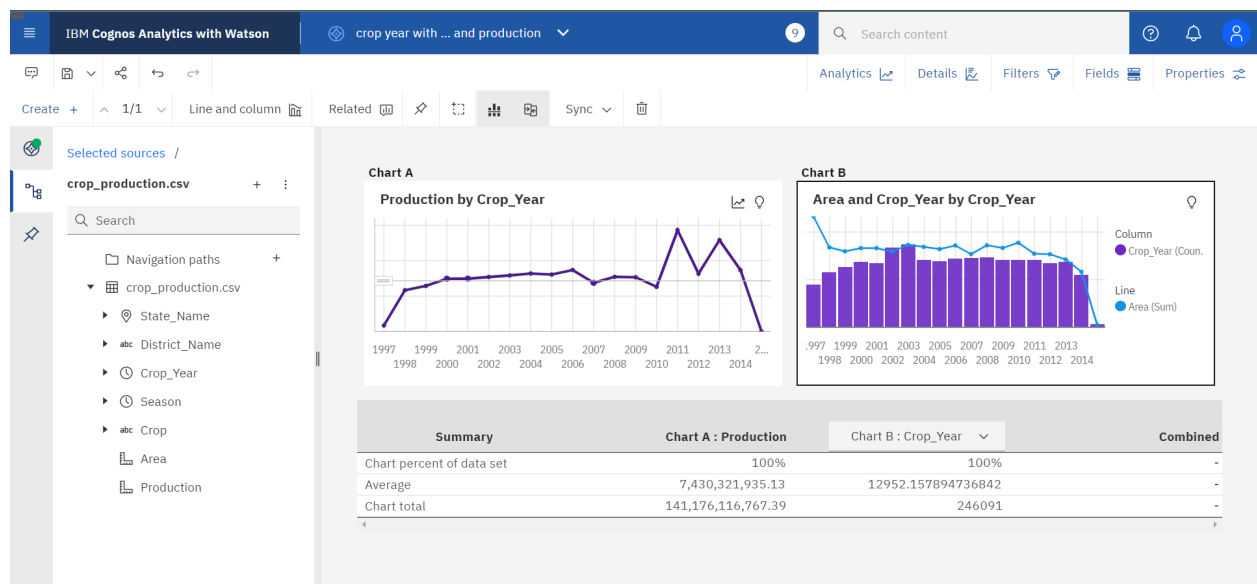 IBM Cognos Analytics with Watson
crop year with ... and production
9
Search content
Analytics
Details
Filters
Fields
Properties
Create +
1/1
Line and column
Related
Sync
Selected sources /
crop_production.csv
Search
Navigation paths
crop_production.csv
State_Name
abc District_Name
Crop_Year
Season
abc Crop
Area
Production
Chart A
Production by Crop_Year
1997 1999 2001 2003 2005 2007 2009 2011 2013 2...
1998 2000 2002 2004 2006 2008 2010 2012 2014
Chart B
Area and Crop_Year by Crop_Year
Column
Crop_Year (Coun.
Line
Area (Sum)
1997 1999 2001 2003 2005 2007 2009 2011 2013
1998 2000 2002 2004 2006 2008 2010 2012 2014
Summary Chart A : Production Chart B : Crop_Year Combined
Chart percent of data set 100% 100% -
Average 7,430,321,935.13 12952.157894736842 -
Chart total 141,176,116,767.39 246091 -